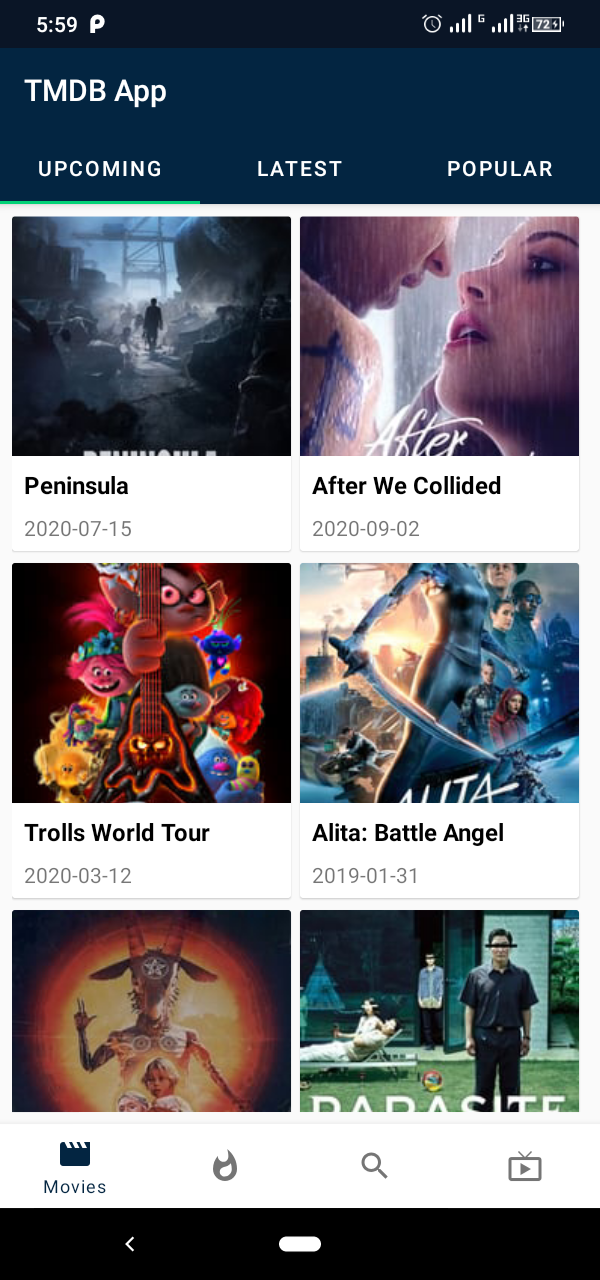 5:59
G
3G
72
TMDB App
UPCOMING
LATEST
POPULAR
PENINSULA
After
Peninsula
2020-07-15
After We Collided
2020-09-02
ALITA
Trolls World Tour
2020-03-12
Alita: Battle Angel
2019-01-31
PARASITE
Movies